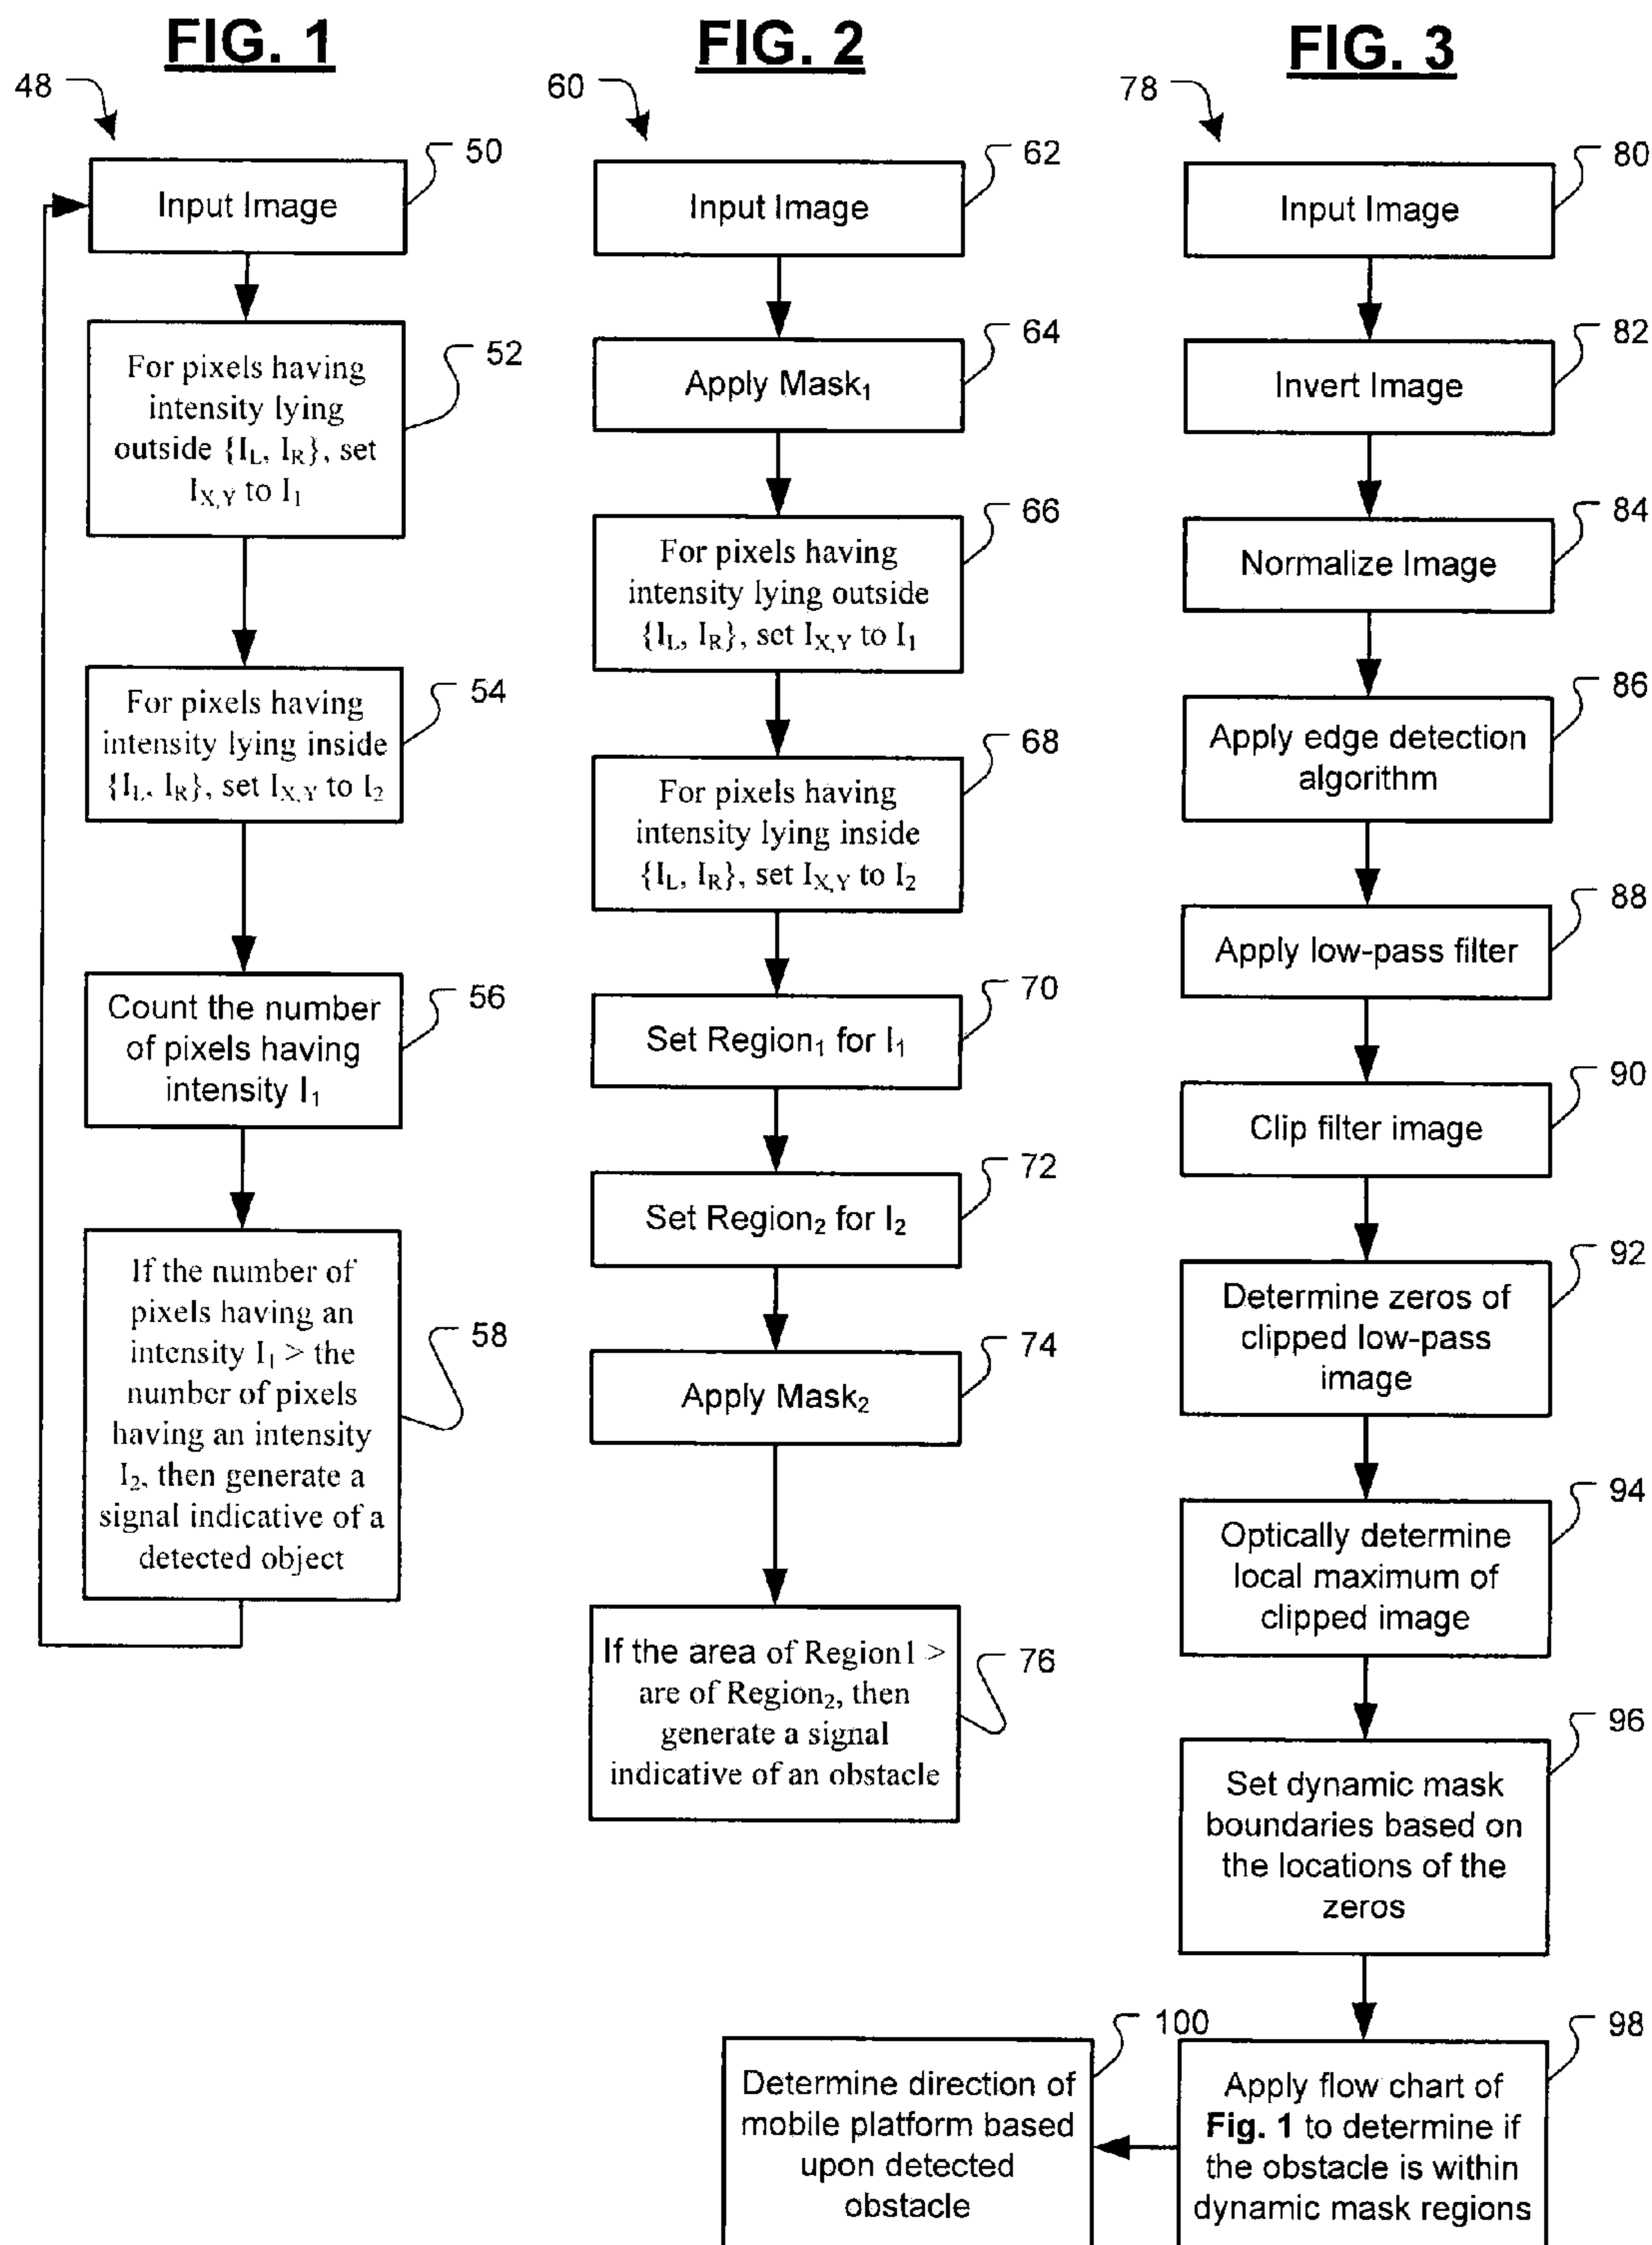 FIG. 1
48
50
Input Image
52
For pixels having
intensity lying
outside {I_L, I_R}, set
I_X,Y to I₁
54
For pixels having
intensity lying inside
{I_L, I_R}, set I_X,Y to I₂
56
Count the number
of pixels having
intensity I₁
58
If the number of
pixels having an
intensity I₁ > the
number of pixels
having an intensity
I₂, then generate a
signal indicative of a
detected object
FIG. 2
60
62
Input Image
64
Apply Mask₁
66
For pixels having
intensity lying outside
{I_L, I_R}, set I_X,Y to I₁
68
For pixels having
intensity lying inside
{I_L, I_R}, set I_X,Y to I₂
70
Set Region₁ for I₁
72
Set Region₂ for I₂
74
Apply Mask₂
76
If the area of Region1 >
are of Region₂, then
generate a signal
indicative of an obstacle
FIG. 3
78
80
Input Image
82
Invert Image
84
Normalize Image
86
Apply edge detection
algorithm
88
Apply low-pass filter
90
Clip filter image
92
Determine zeros of
clipped low-pass
image
94
Optically determine
local maximum of
clipped image
96
Set dynamic mask
boundaries based on
the locations of the
zeros
98
Apply flow chart of
Fig. 1 to determine if
the obstacle is within
dynamic mask regions
100
Determine direction of
mobile platform based
upon detected
obstacle